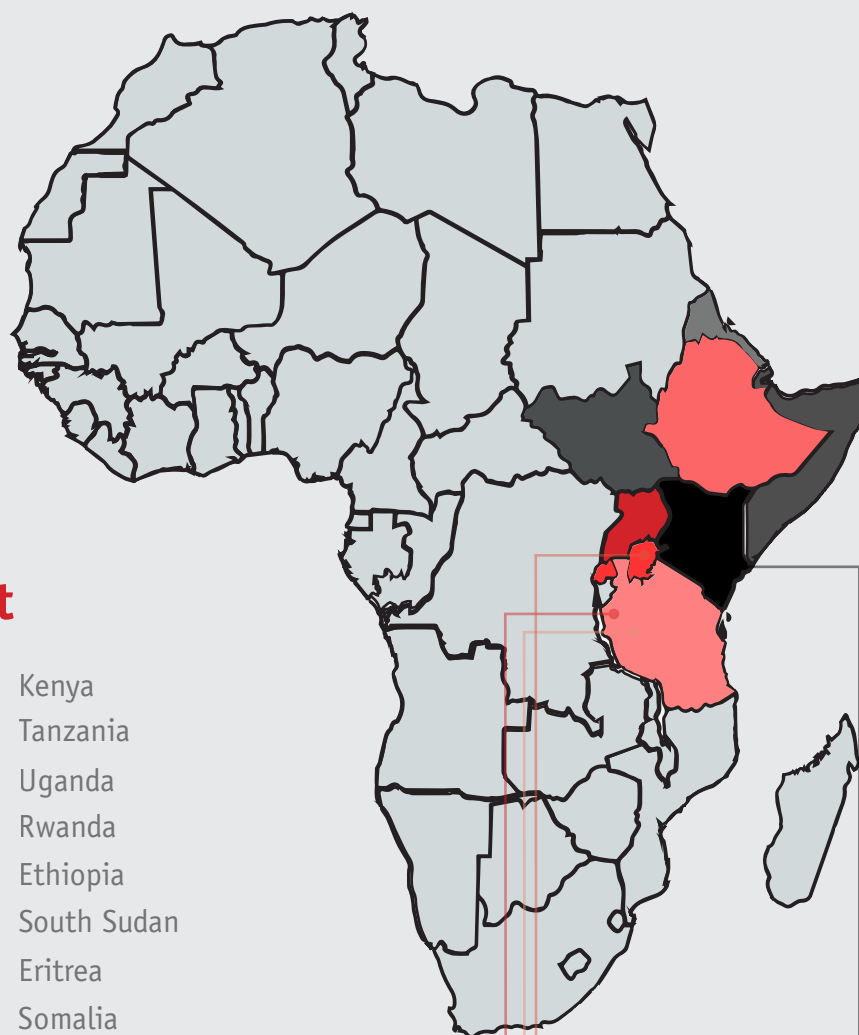 t
Kenya
Tanzania
Uganda
Rwanda
Ethiopia
South Sudan
Eritrea
Somalia